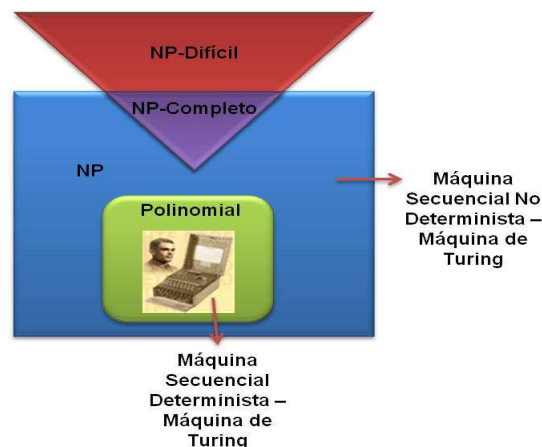 NP-Difícil
NP-Completo
NP
Polinomial
Máquina
Secuencial No
Determinista –
Máquina de
Turing
Máquina
Secuencial
Determinista –
Máquina de
Turing